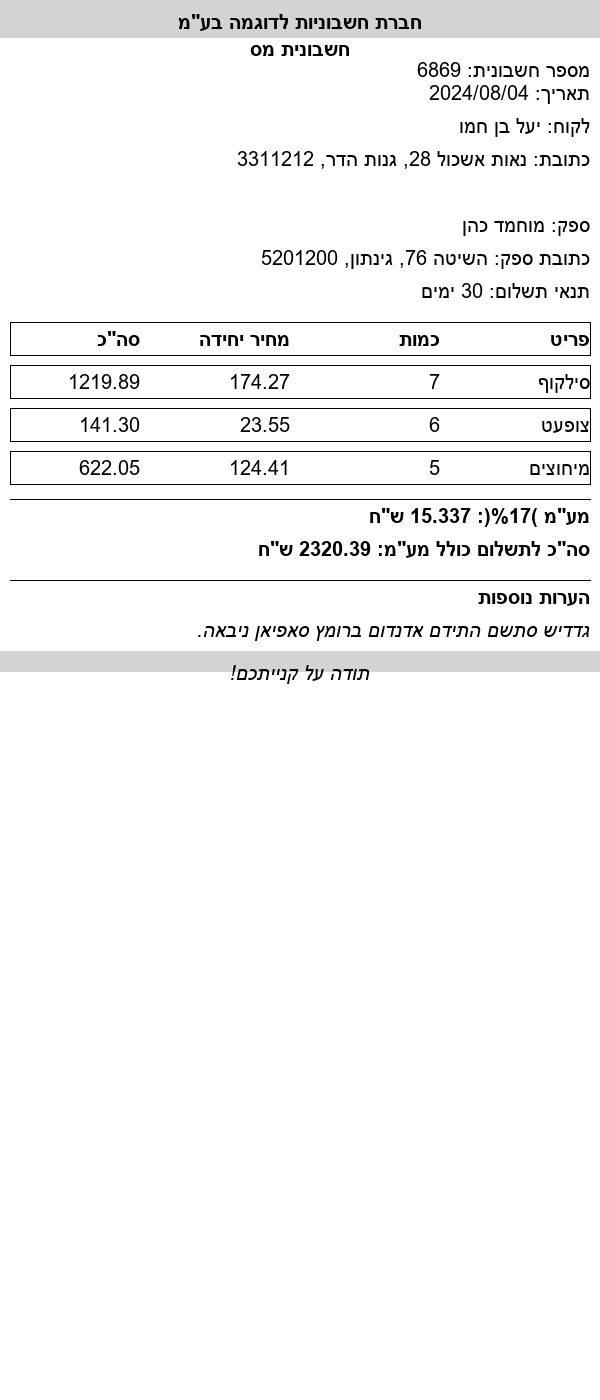 חברת חשבוניות לדוגמה בע"מ
חשבונית מס
מספר חשבונית: 6869
תאריך: 2024/08/04
לקוח: יעל בן חמו
כתובת: נאות אשכול 28, גנות הדר, 3311212
ספק: מוחמד כהן
כתובת ספק: השיטה 76, גינתון, 5201200
תנאי תשלום: 30 ימים
פריט כמות מחיר יחידה סה"כ
סילקוף 7 174.27 1219.89
צופעט 6 23.55 141.30
מיחוצים 5 124.41 622.05
מע"מ )17%(: 15.337 ש"ח
סה"כ לתשלום כולל מע"מ: 2320.39 ש"ח
הערות נוספות
גדדיש סתשם התידם אדנדום ברומץ סאפיאן ניבאה.
תודה על קנייתכם!